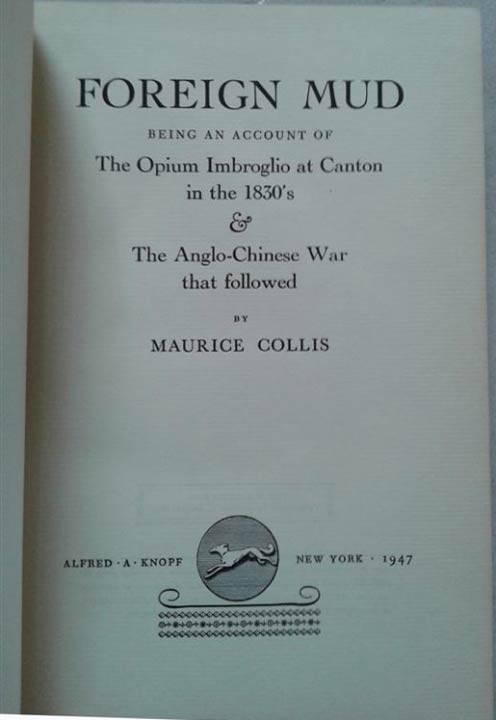 FOREIGN MUD
BEING AN ACCOUNT OF
The Opium Imbroglio at Canton
in the 1830's
&
The Anglo-Chinese War
that followed
BY
MAURICE COLLIS
ALFRED · A · KNOPF NEW YORK · 1947